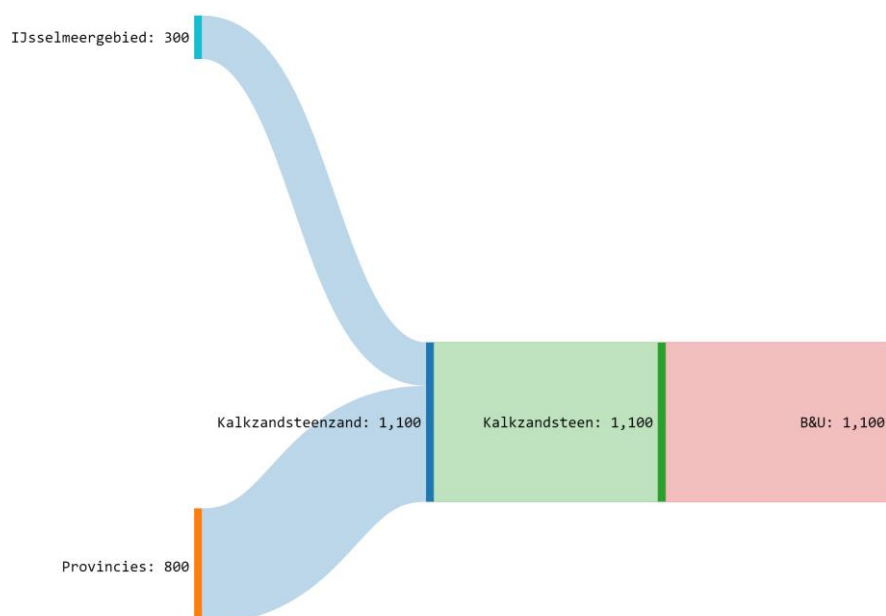 IJsselmeergebied: 300
Kalkzandsteenzand: 1,100
Kalkzandsteen: 1,100
B&U: 1,100
Provincies: 800